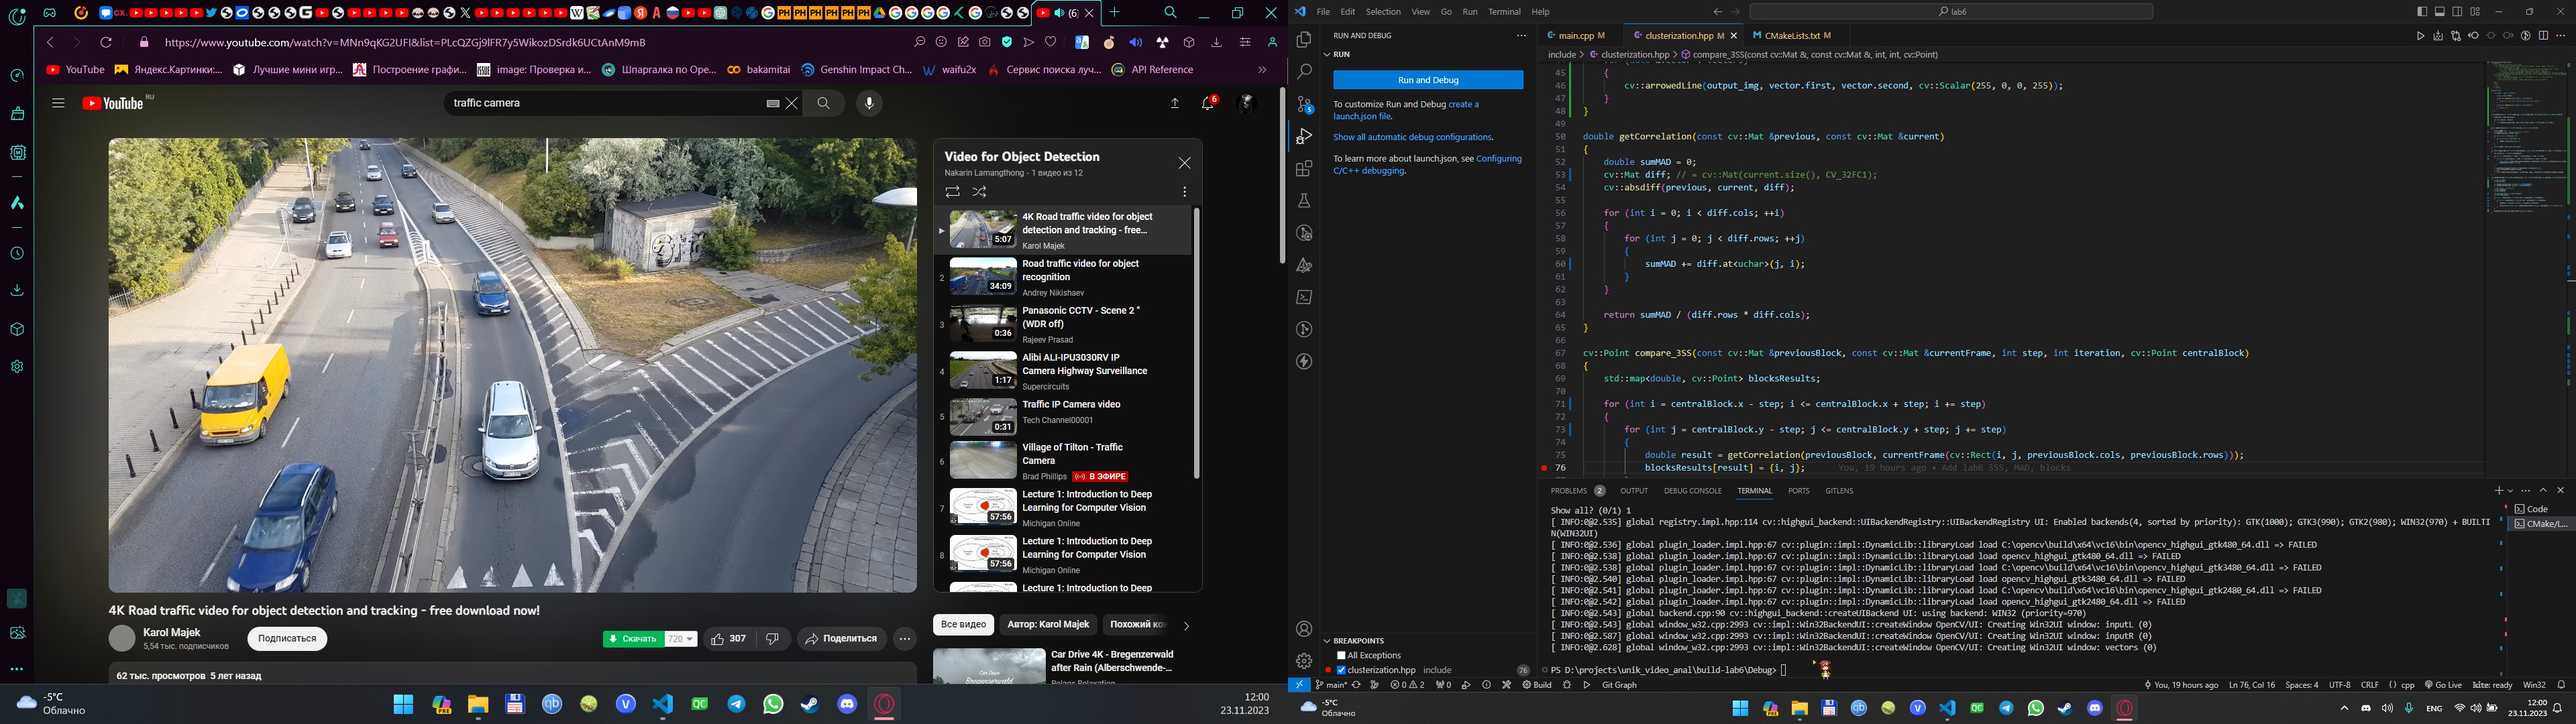 (6)
https://www.youtube.com/watch?v=MNn9qKG2UFI&list=PLcQZGj9lFR7y5WikozDSrdk6UCtAnM9mB
YouTube
Яндекс.Картинки:...
Лучшие мини игр...
Построение графи...
image: Проверка и...
Шпаргалка по Ope...
bakamitai
Genshin Impact Ch...
waifu2x
Сервис поиска луч...
API Reference
YouTube RU
traffic camera
6
Video for Object Detection
Nakarin Lamangthong - 1 видео из 12
4K Road traffic video for object
detection and tracking - free...
Karol Majek
5:07
2
Road traffic video for object
recognition
Andrey Nikishaev
34:09
3
Panasonic CCTV - Scene 2 "
(WDR off)
Rajeev Prasad
0:36
4
Alibi ALI-IPU3030RV IP
Camera Highway Surveillance
Supercircuits
1:17
5
Traffic IP Camera video
Tech Channel00001
0:31
6
Village of Tilton - Traffic
Camera
Brad Phillips В ЭФИРЕ
7
Lecture 1: Introduction to Deep
Learning for Computer Vision
Michigan Online
57:56
8
Lecture 1: Introduction to Deep
Learning for Computer Vision
Michigan Online
57:56
Lecture 1: Introduction to Deep
4K Road traffic video for object detection and tracking - free download now!
Karol Majek
5,54 тыс. подписчиков
Подписаться
Скачать 720
307
Поделиться
62 тыс. просмотров 5 лет назад
Все видео
Автор: Karol Majek
Похожий кон
Car Drive 4K - Bregenzerwald
after Rain (Alberschwende-...
-5°C
Облачно
12:00
23.11.2023
File Edit Selection View Go Run Terminal Help
lab6
RUN AND DEBUG
RUN
Run and Debug
To customize Run and Debug create a
launch.json file.
Show all automatic debug configurations.
To learn more about launch.json, see Configuring
C/C++ debugging.
BREAKPOINTS
All Exceptions
clusterization.hpp include 76
main.cpp M
clusterization.hpp M
CMakeLists.txt M
include > clusterization.hpp > compare_3SS(const cv::Mat &, const cv::Mat &, int, int, cv::Point)
45 {
46 cv::arrowedLine(output_img, vector.first, vector.second, cv::Scalar(255, 0, 0, 255));
47 }
48 }
49
50 double getCorrelation(const cv::Mat &previous, const cv::Mat &current)
51 {
52 double sumMAD = 0;
53 cv::Mat diff; // = cv::Mat(current.size(), CV_32FC1);
54 cv::absdiff(previous, current, diff);
55
56 for (int i = 0; i < diff.cols; ++i)
57 {
58 for (int j = 0; j < diff.rows; ++j)
59 {
60 sumMAD += diff.at<uchar>(j, i);
61 }
62 }
63
64 return sumMAD / (diff.rows * diff.cols);
65 }
66
67 cv::Point compare_3SS(const cv::Mat &previousBlock, const cv::Mat &currentFrame, int step, int iteration, cv::Point centralBlock)
68 {
69 std::map<double, cv::Point> blocksResults;
70
71 for (int i = centralBlock.x - step; i <= centralBlock.x + step; i += step)
72 {
73 for (int j = centralBlock.y - step; j <= centralBlock.y + step; j += step)
74 {
75 double result = getCorrelation(previousBlock, currentFrame(cv::Rect(i, j, previousBlock.cols, previousBlock.rows)));
76 blocksResults[result] = {i, j}; You, 19 hours ago • Add lab6 3SS, MAD, blocks
PROBLEMS 2 OUTPUT DEBUG CONSOLE TERMINAL PORTS GITLENS
Show all? (0/1) 1
[ INFO:0@2.535] global registry.impl.hpp:114 cv::highgui_backend::UIBackendRegistry::UIBackendRegistry UI: Enabled backends(4, sorted by priority): GTK(1000); GTK3(990); GTK2(980); WIN32(970) + BUILTI
N(WIN32UI)
[ INFO:0@2.536] global plugin_loader.impl.hpp:67 cv::plugin::impl::DynamicLib::libraryLoad load C:\opencv\build\x64\vc16\bin\opencv_highgui_gtk480_64.dll => FAILED
[ INFO:0@2.538] global plugin_loader.impl.hpp:67 cv::plugin::impl::DynamicLib::libraryLoad load opencv_highgui_gtk480_64.dll => FAILED
[ INFO:0@2.538] global plugin_loader.impl.hpp:67 cv::plugin::impl::DynamicLib::libraryLoad load C:\opencv\build\x64\vc16\bin\opencv_highgui_gtk3480_64.dll => FAILED
[ INFO:0@2.540] global plugin_loader.impl.hpp:67 cv::plugin::impl::DynamicLib::libraryLoad load opencv_highgui_gtk3480_64.dll => FAILED
[ INFO:0@2.541] global plugin_loader.impl.hpp:67 cv::plugin::impl::DynamicLib::libraryLoad load C:\opencv\build\x64\vc16\bin\opencv_highgui_gtk2480_64.dll => FAILED
[ INFO:0@2.542] global plugin_loader.impl.hpp:67 cv::plugin::impl::DynamicLib::libraryLoad load opencv_highgui_gtk2480_64.dll => FAILED
[ INFO:0@2.543] global backend.cpp:90 cv::highgui_backend::createUIBackend UI: using backend: WIN32 (priority=970)
[ INFO:0@2.543] global window_w32.cpp:2993 cv::impl::Win32BackendUI::createWindow OpenCV/UI: Creating Win32UI window: inputL (0)
[ INFO:0@2.587] global window_w32.cpp:2993 cv::impl::Win32BackendUI::createWindow OpenCV/UI: Creating Win32UI window: inputR (0)
[ INFO:0@2.628] global window_w32.cpp:2993 cv::impl::Win32BackendUI::createWindow OpenCV/UI: Creating Win32UI window: vectors (0)
PS D:\projects\unik_video_anal\build-lab6\Debug>
Code
CMake/L...
main* 0 2 0 Build Git Graph
You, 19 hours ago Ln 76, Col 16 Spaces: 4 UTF-8 CRLF {} cpp Go Live kite: ready Win32
-5°C
Облачно
ENG
12:00
23.11.2023